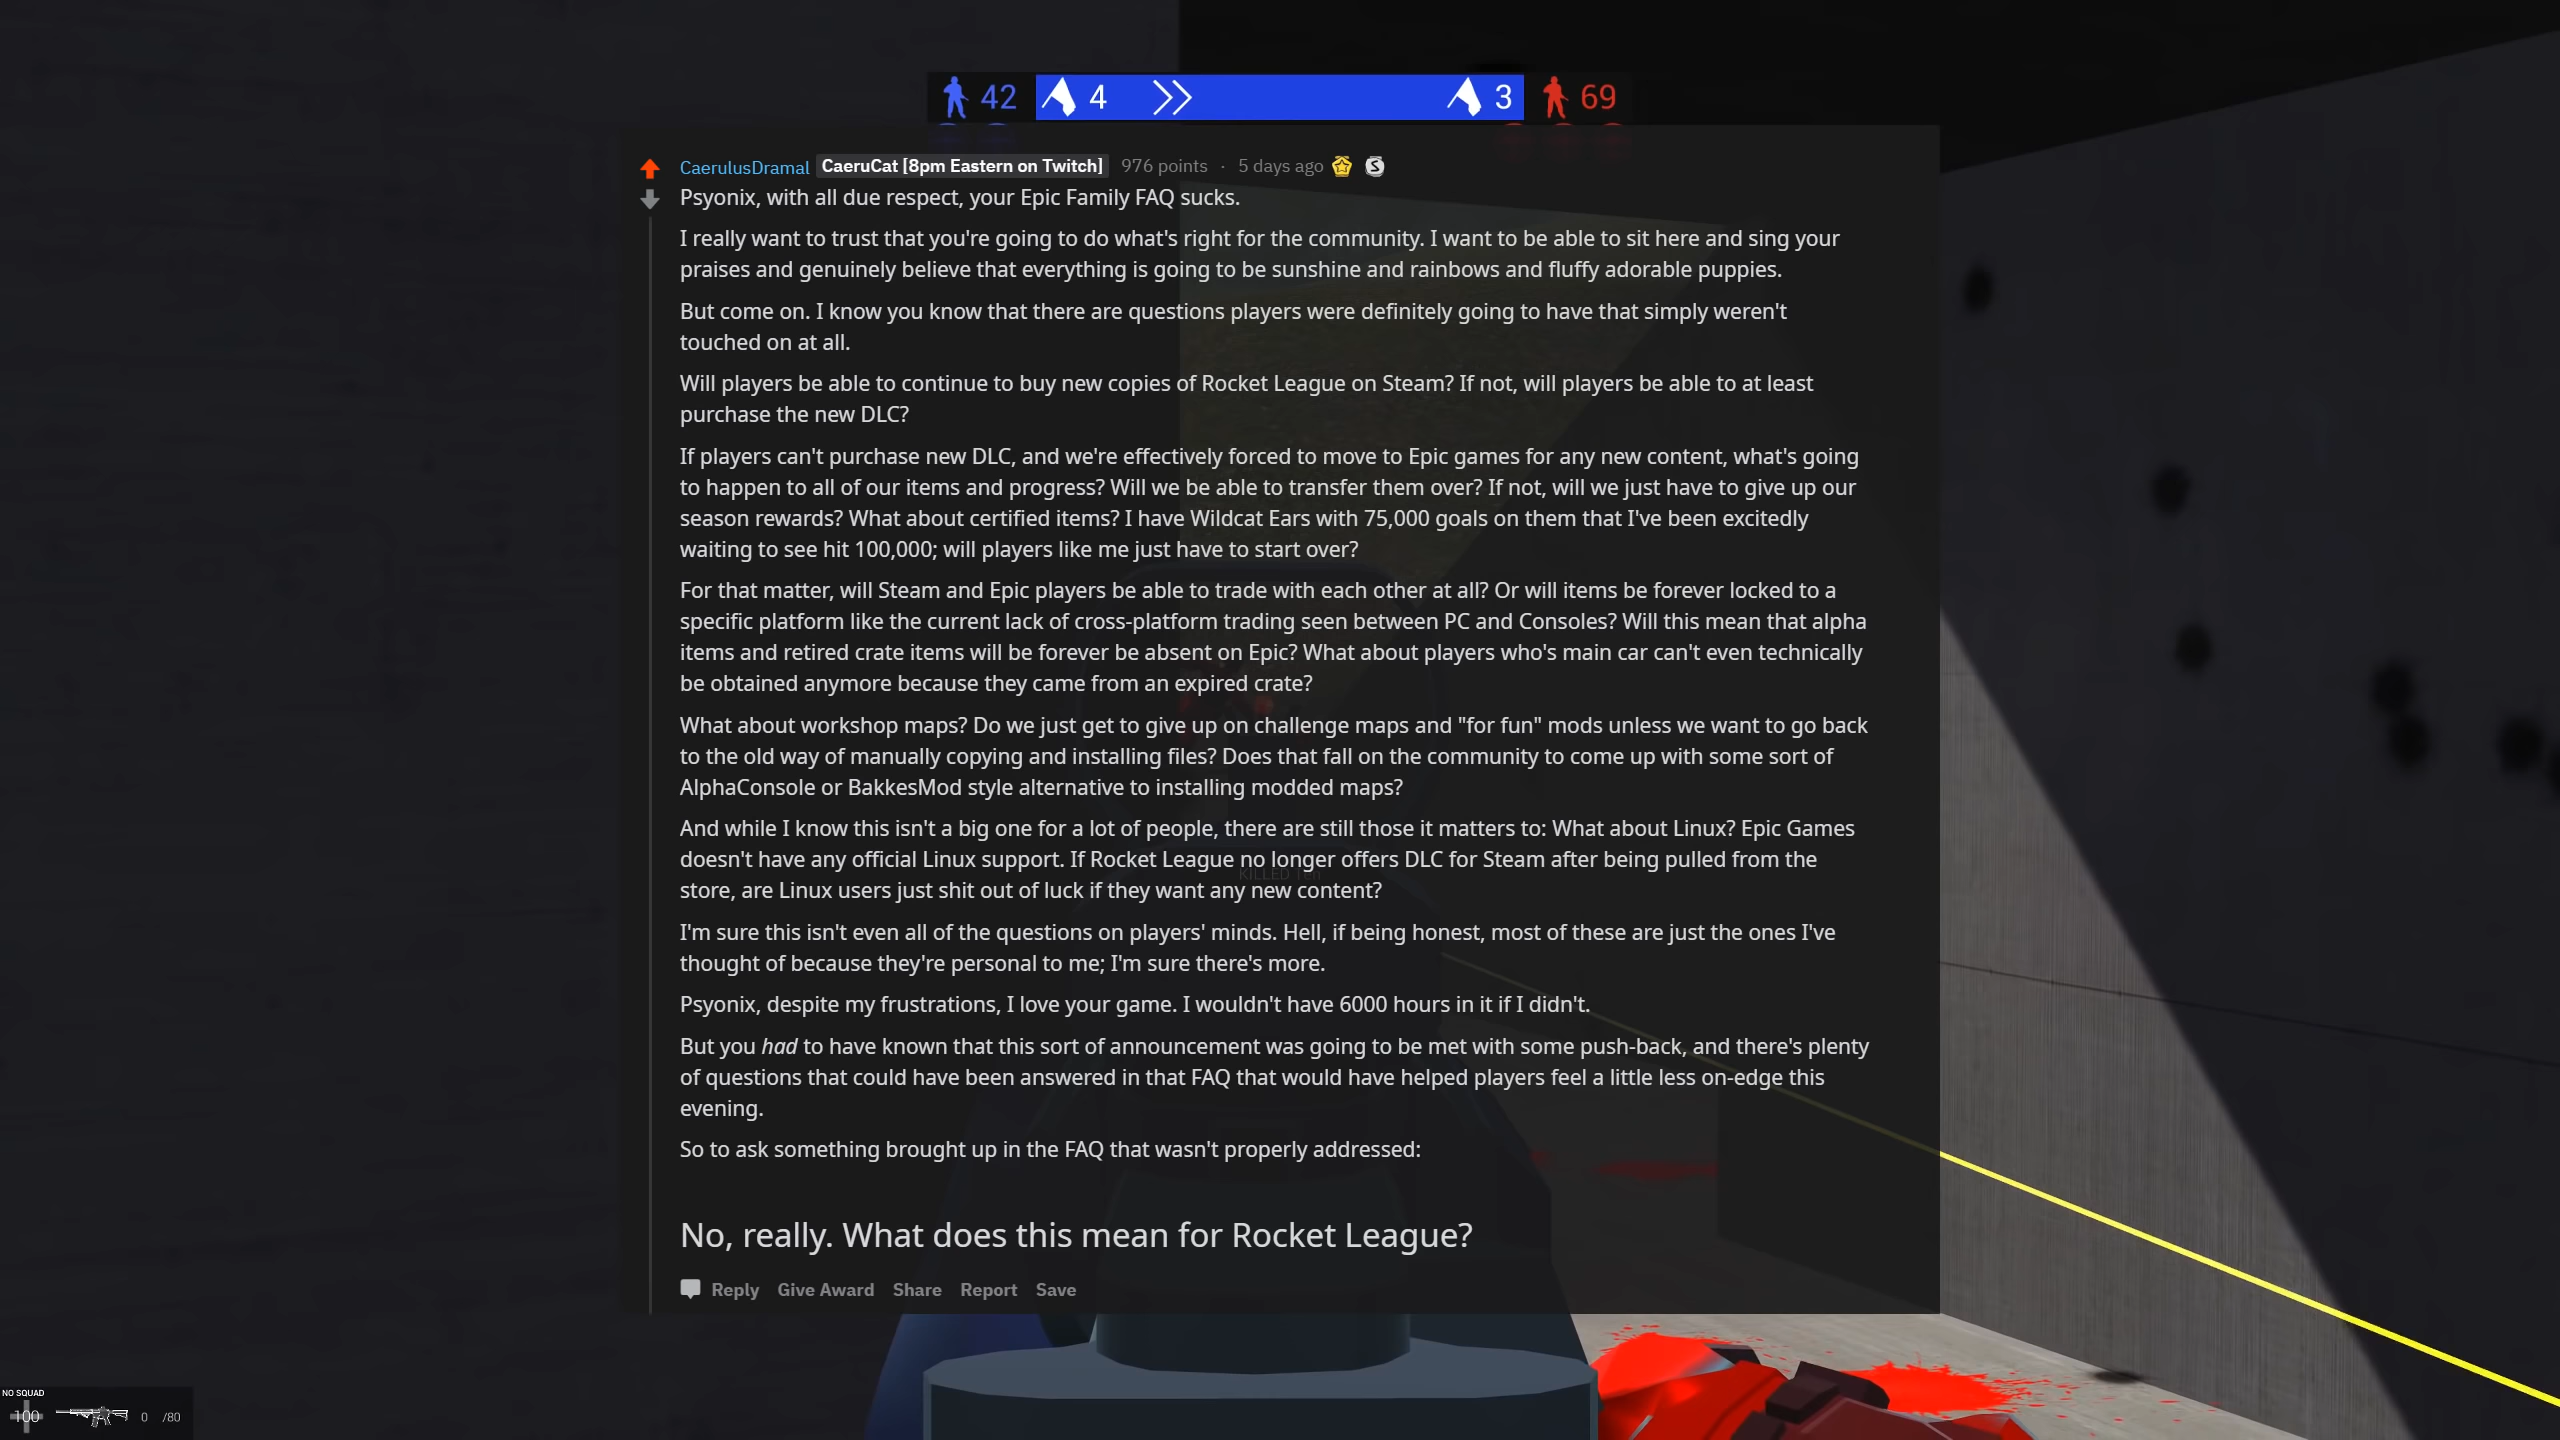 42 4 3 69
CaerulusDramal CaeruCat [8pm Eastern on Twitch] 976 points · 5 days ago
Psyonix, with all due respect, your Epic Family FAQ sucks.
I really want to trust that you're going to do what's right for the community. I want to be able to sit here and sing your
praises and genuinely believe that everything is going to be sunshine and rainbows and fluffy adorable puppies.
But come on. I know you know that there are questions players were definitely going to have that simply weren't
touched on at all.
Will players be able to continue to buy new copies of Rocket League on Steam? If not, will players be able to at least
purchase the new DLC?
If players can't purchase new DLC, and we're effectively forced to move to Epic games for any new content, what's going
to happen to all of our items and progress? Will we be able to transfer them over? If not, will we just have to give up our
season rewards? What about certified items? I have Wildcat Ears with 75,000 goals on them that I've been excitedly
waiting to see hit 100,000; will players like me just have to start over?
For that matter, will Steam and Epic players be able to trade with each other at all? Or will items be forever locked to a
specific platform like the current lack of cross-platform trading seen between PC and Consoles? Will this mean that alpha
items and retired crate items will be forever be absent on Epic? What about players who's main car can't even technically
be obtained anymore because they came from an expired crate?
What about workshop maps? Do we just get to give up on challenge maps and "for fun" mods unless we want to go back
to the old way of manually copying and installing files? Does that fall on the community to come up with some sort of
AlphaConsole or BakkesMod style alternative to installing modded maps?
And while I know this isn't a big one for a lot of people, there are still those it matters to: What about Linux? Epic Games
doesn't have any official Linux support. If Rocket League no longer offers DLC for Steam after being pulled from the
KILLED Teh
store, are Linux users just shit out of luck if they want any new content?
I'm sure this isn't even all of the questions on players' minds. Hell, if being honest, most of these are just the ones I've
thought of because they're personal to me; I'm sure there's more.
Psyonix, despite my frustrations, I love your game. I wouldn't have 6000 hours in it if I didn't.
But you had to have known that this sort of announcement was going to be met with some push-back, and there's plenty
of questions that could have been answered in that FAQ that would have helped players feel a little less on-edge this
evening.
So to ask something brought up in the FAQ that wasn't properly addressed:
No, really. What does this mean for Rocket League?
Reply Give Award Share Report Save
NO SQUAD
100 0 /80